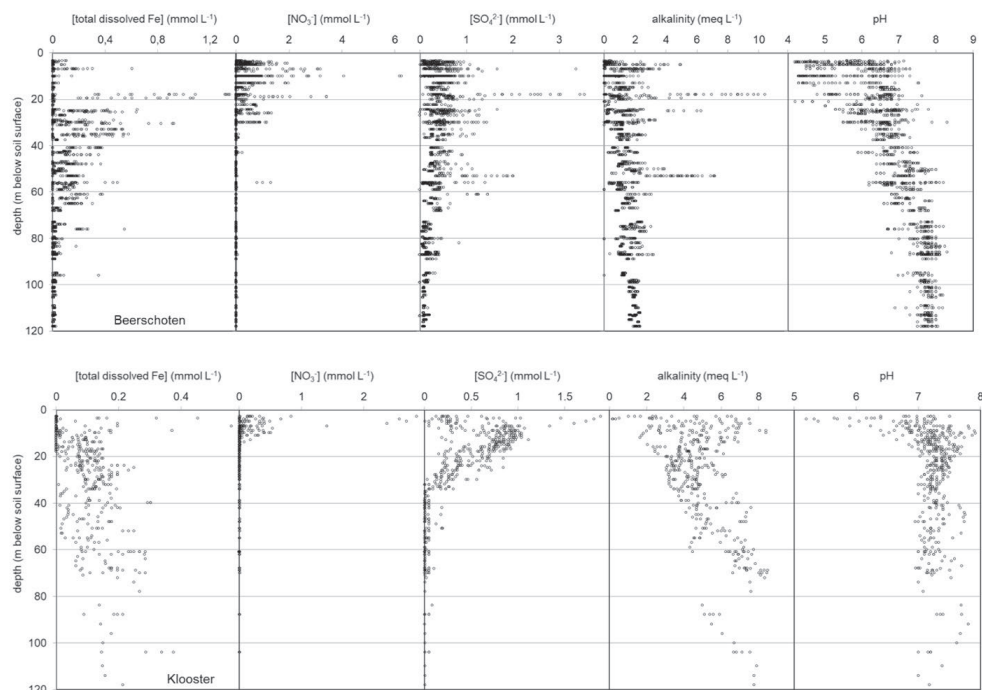 [total dissolved Fe] (mmol L⁻¹) [NO₃⁻] (mmol L⁻¹) [SO₄²⁻] (mmol L⁻¹) alkalinity (meq L⁻¹) pH
0 0,4 0,8 1,2 0 2 4 6 0 1 2 3 0 2 4 6 8 10 4 5 6 7 8 9
0
20
40
60
80
100
120
depth (m below soil surface)
Beerschoten
[total dissolved Fe] (mmol L⁻¹) [NO₃⁻] (mmol L⁻¹) [SO₄²⁻] (mmol L⁻¹) alkalinity (meq L⁻¹) pH
0 0.2 0.4 0 1 2 0 0.5 1 1.5 0 2 4 6 8 5 6 7 8
0
20
40
60
80
100
120
depth (m below soil surface)
Klooster